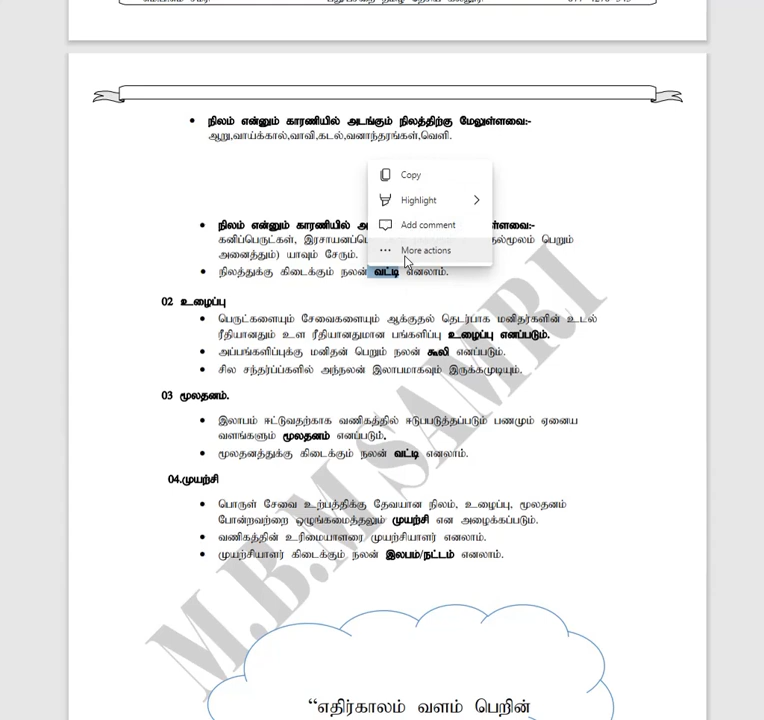 நிலம் என்னும் காரணியில் அடங்கும் நிலத்திற்கு மேலுள்ளவை:-
ஆறு,வாய்க்கால்,வாவி,கடல்,வனாந்தரங்கள்,வெளி.
Copy
Highlight
Add comment
More actions
நிலம் என்னும் காரணியில் ளவை:-
கனிப்பொருட்கள், பெறும்
அனைத்தும்) யாவும் சேரும்.
நிலத்துக்கு கிடைக்கும் நலன் வட்டி எனலாம்.
02 உழைப்பு
பெருட்களையும் சேவைகளையும் ஆக்குதல் தெடர்பாக மனிதர்களின் உடல்
ரீதியானதும் உள ரீதியானதுமான பங்களிப்பு உழைப்பு எனப்படும்.
அப்பங்களிப்புக்கு மனிதன் பெறும் நலன் கூலி எனப்படும்.
சில சந்தர்ப்ப்களில் அந்நலன் இலாபமாகவும் இருக்கமுடியும்.
03 மூலதனம்.
இலாபம் ஈட்டுவதற்காக வணிகத்தில் ஈடுபடுத்தப்படும் பணமும் ஏனைய
வளங்களும் மூலதனம் எனப்படும்.
மூலதனத்துக்கு கிடைக்கும் நலன் வட்டி எனலாம்.
04.முயற்சி
பொருள் சேவை உற்பத்திக்கு தேவயான நிலம், உழைப்பு, மூலதனம்
போன்றவற்றை ஒழுங்கமைத்தலும் முயற்சி என அழைக்கப்படும்.
வணிகத்தின் உரிமையாளரை முயற்சியாளர் எனலாம்.
முயற்சியாளர் கிடைக்கும் நலன் இலபம்/நட்டம் எனலாம்.
M.B.M SAMRI
“எதிர்காலம் வளம் பெறின்